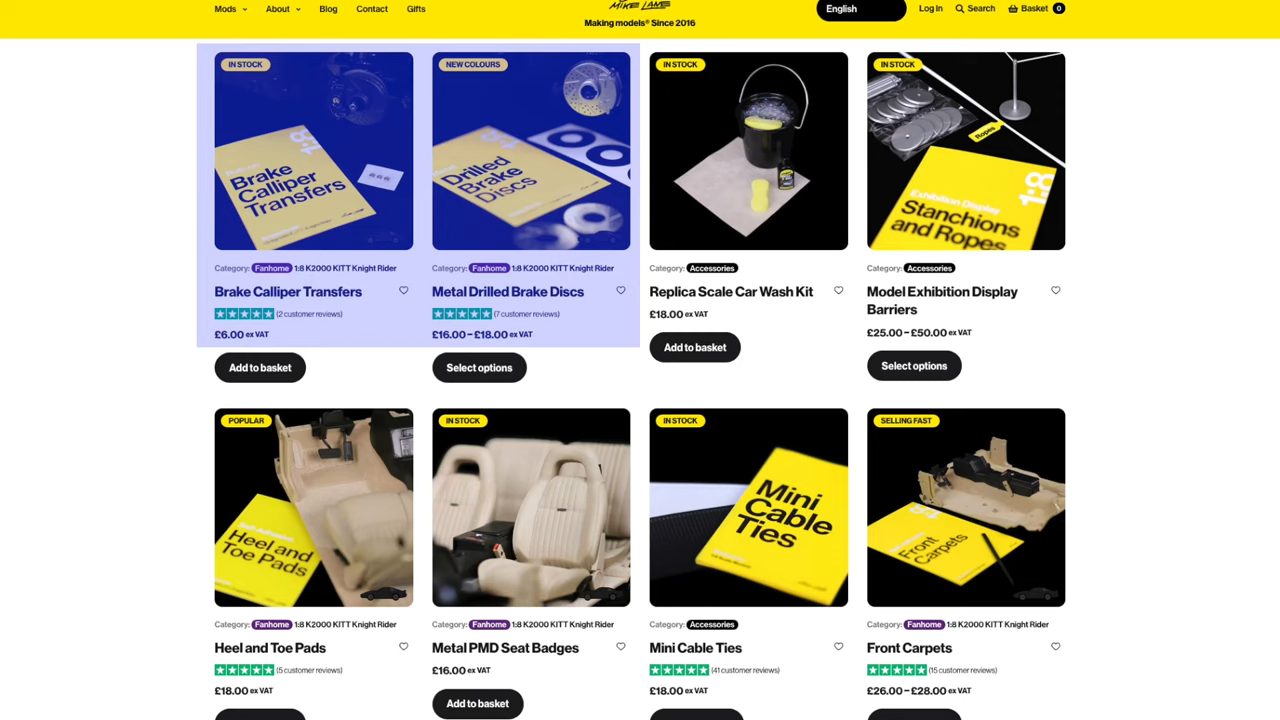 Mods
About
Blog
Contact
Gifts
MIKE LANE
Making models® Since 2016
English
Log In
Search
Basket 0
IN STOCK
1:8
Brake
Calliper
Transfers
Category: Fanhome 1:8 K2000 KITT Knight Rider
Brake Calliper Transfers
(2 customer reviews)
£6.00 ex VAT
Add to basket
NEW COLOURS
Drilled
Brake
Discs
Category: Fanhome 1:8 K2000 KITT Knight Rider
Metal Drilled Brake Discs
(7 customer reviews)
£16.00 – £18.00 ex VAT
Select options
IN STOCK
Category: Accessories
Replica Scale Car Wash Kit
£18.00 ex VAT
Add to basket
IN STOCK
Ropes
1:8
Exhibition Display
Stanchions
and Ropes
Category: Accessories
Model Exhibition Display
Barriers
£25.00 – £50.00 ex VAT
Select options
POPULAR
Self-Adhesive
Heel and
Toe Pads
Category: Fanhome 1:8 K2000 KITT Knight Rider
Heel and Toe Pads
(5 customer reviews)
£18.00 ex VAT
IN STOCK
Category: Fanhome 1:8 K2000 KITT Knight Rider
Metal PMD Seat Badges
£16.00 ex VAT
Add to basket
IN STOCK
Mini
Cable
Ties
Category: Accessories
Mini Cable Ties
(41 customer reviews)
£18.00 ex VAT
SELLING FAST
1:8
Front
Carpets
Category: Fanhome 1:8 K2000 KITT Knight Rider
Front Carpets
(15 customer reviews)
£26.00 – £28.00 ex VAT